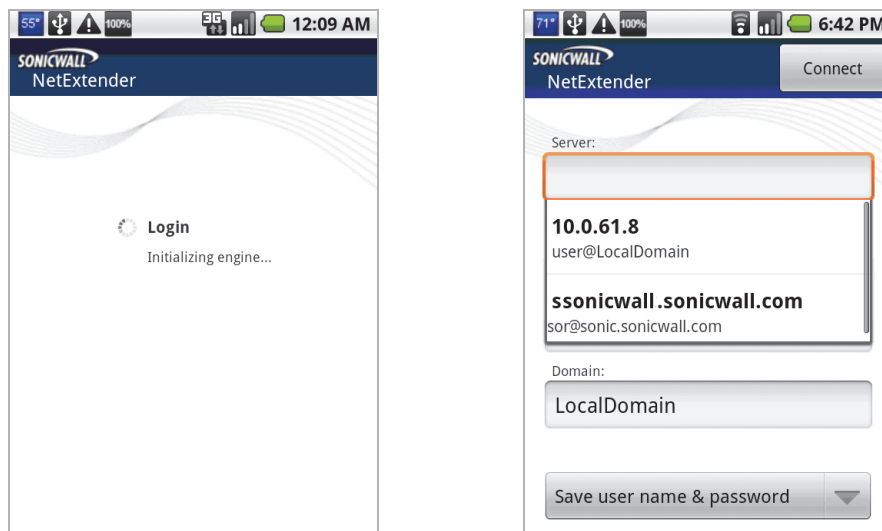 55° 100% 3G 12:09 AM
SONICWALL
NetExtender
Login
Initializing engine...
71° 100% 6:42 PM
SONICWALL
NetExtender
Connect
Server:
10.0.61.8
user@LocalDomain
ssonicwall.sonicwall.com
sor@sonic.sonicwall.com
Domain:
LocalDomain
Save user name & password